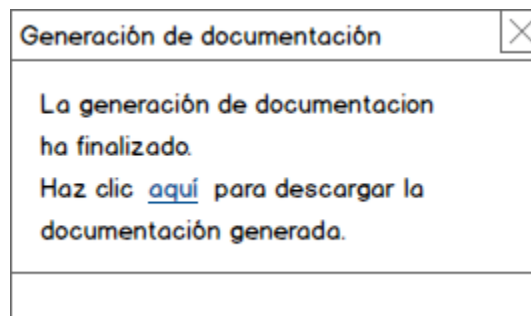 Generación de documentación
La generación de documentacion
ha finalizado.
Haz clic aquí para descargar la
documentación generada.